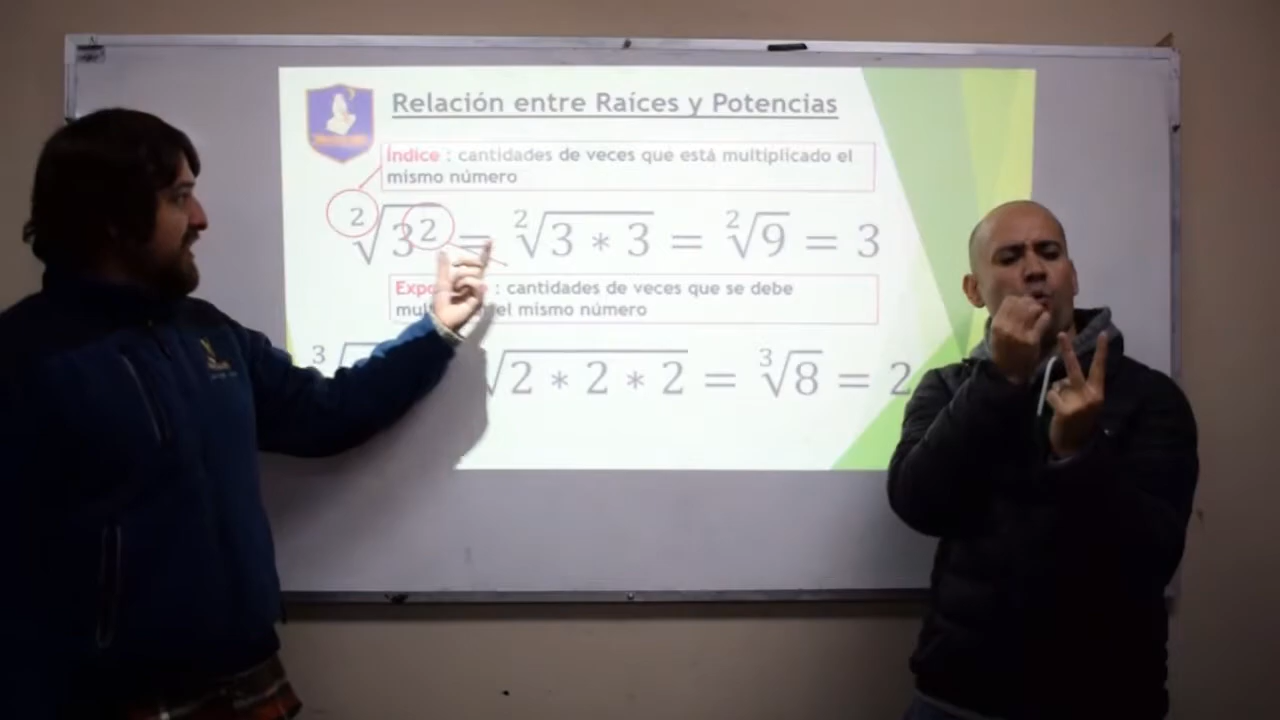 Relación entre Raíces y Potencias
Índice : cantidades de veces que está multiplicado el
mismo número
²√3² = ²√3 * 3 = ²√9 = 3
: cantidades de veces que se debe
el mismo número
³√ √2 * 2 * 2 = ³√8 = 2